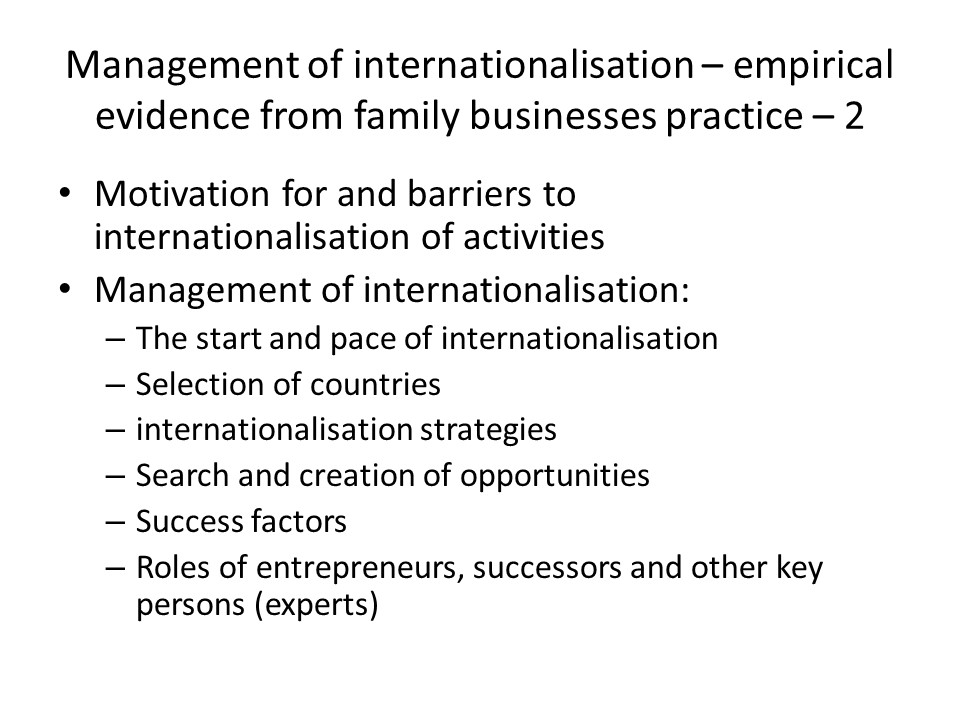 Management of internationalisation – empirical
evidence from family businesses practice – 2
• Motivation for and barriers to
internationalisation of activities
• Management of internationalisation:
– The start and pace of internationalisation
– Selection of countries
– internationalisation strategies
– Search and creation of opportunities
– Success factors
– Roles of entrepreneurs, successors and other key
persons (experts)